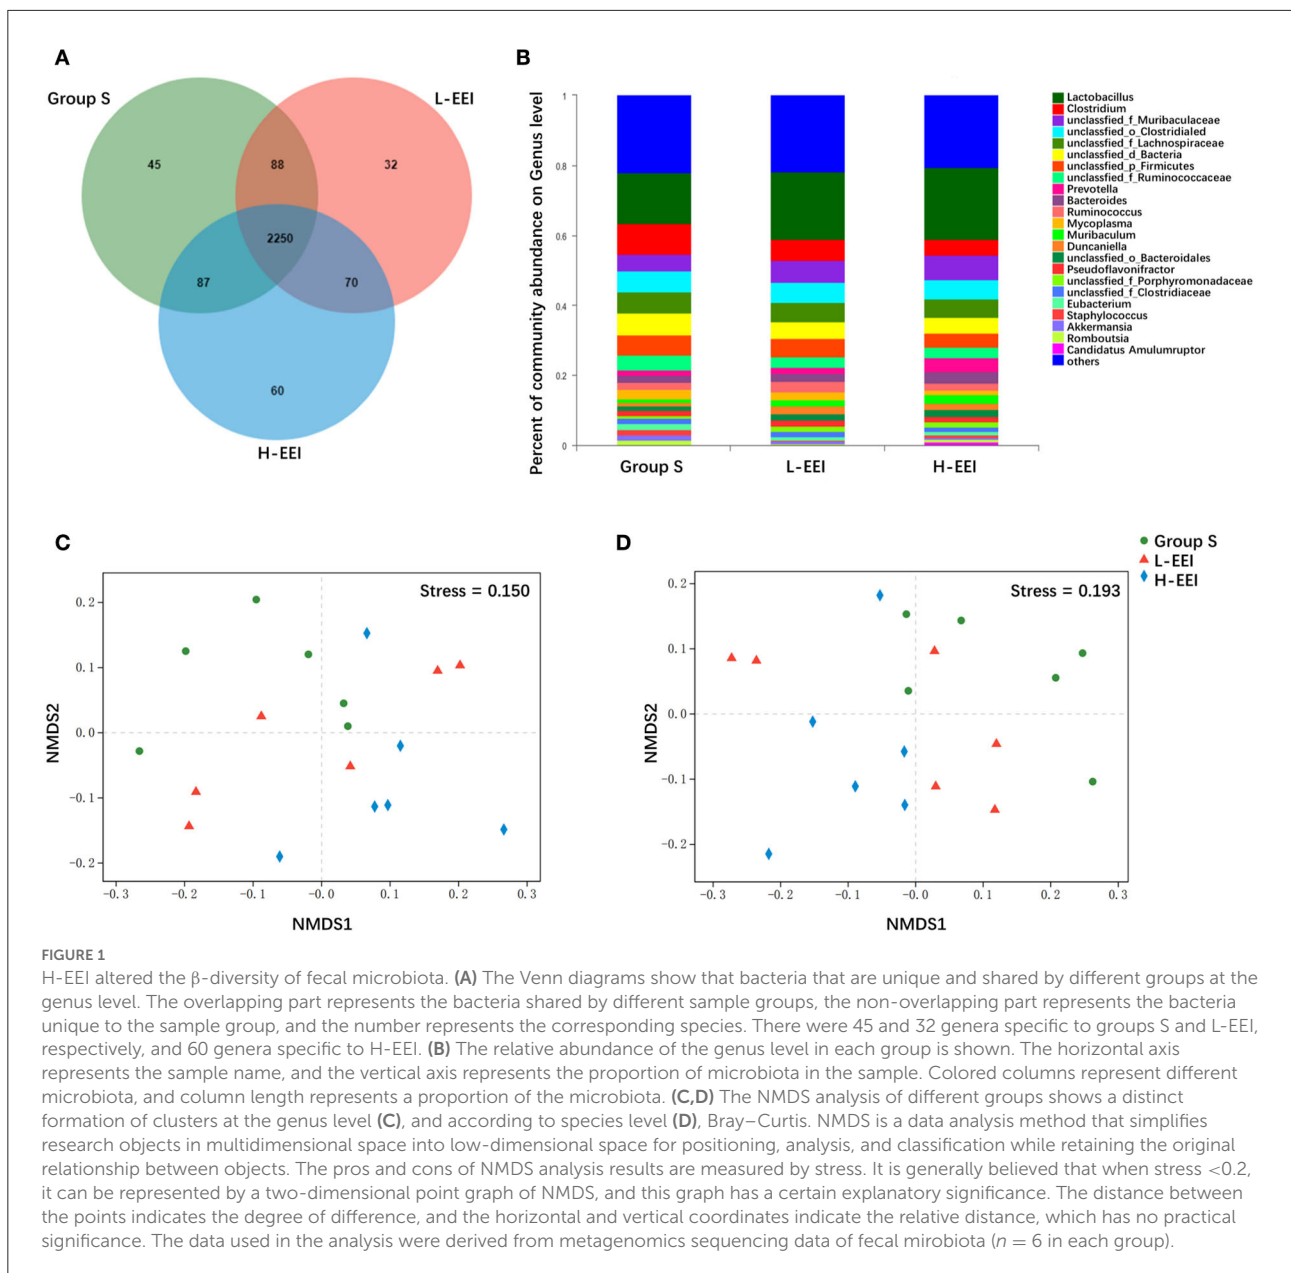 A
Group S
L-EEI
45
88
32
2250
87
70
60
H-EEI
B
Percent of community abundance on Genus level
1
0.8
0.6
0.4
0.2
0
Group S
L-EEI
H-EEI
Lactobacillus
Clostridium
unclassfied_f_Muribaculaceae
unclassfied_o_Clostridialed
unclassfied_f_Lachnospiraceae
unclassfied_d_Bacteria
unclassfied_p_Firmicutes
unclassfied_f_Ruminococcaceae
Prevotella
Bacteroides
Ruminococcus
Mycoplasma
Muribaculum
Duncaniella
unclassfied_o_Bacteroidales
Pseudoflavonifractor
unclassfied_f_Porphyromonadaceae
unclassfied_f_Clostridiaceae
Eubacterium
Staphylococcus
Akkermansia
Romboutsia
Candidatus Amulumruptor
others
C
Stress = 0.150
NMDS2
0.2
0.1
0.0
-0.1
-0.2
-0.3
-0.2
-0.1
-0.0
0.1
0.2
0.3
NMDS1
D
Group S
L-EEI
H-EEI
Stress = 0.193
NMDS2
0.2
0.1
0.0
-0.1
-0.2
-0.3
-0.2
-0.1
-0.0
0.1
0.2
0.3
NMDS1
FIGURE 1
H-EEI altered the β-diversity of fecal microbiota. (A) The Venn diagrams show that bacteria that are unique and shared by different groups at the
genus level. The overlapping part represents the bacteria shared by different sample groups, the non-overlapping part represents the bacteria
unique to the sample group, and the number represents the corresponding species. There were 45 and 32 genera specific to groups S and L-EEI,
respectively, and 60 genera specific to H-EEI. (B) The relative abundance of the genus level in each group is shown. The horizontal axis
represents the sample name, and the vertical axis represents the proportion of microbiota in the sample. Colored columns represent different
microbiota, and column length represents a proportion of the microbiota. (C,D) The NMDS analysis of different groups shows a distinct
formation of clusters at the genus level (C), and according to species level (D), Bray–Curtis. NMDS is a data analysis method that simplifies
research objects in multidimensional space into low-dimensional space for positioning, analysis, and classification while retaining the original
relationship between objects. The pros and cons of NMDS analysis results are measured by stress. It is generally believed that when stress <0.2,
it can be represented by a two-dimensional point graph of NMDS, and this graph has a certain explanatory significance. The distance between
the points indicates the degree of difference, and the horizontal and vertical coordinates indicate the relative distance, which has no practical
significance. The data used in the analysis were derived from metagenomics sequencing data of fecal mirobiota (n = 6 in each group).